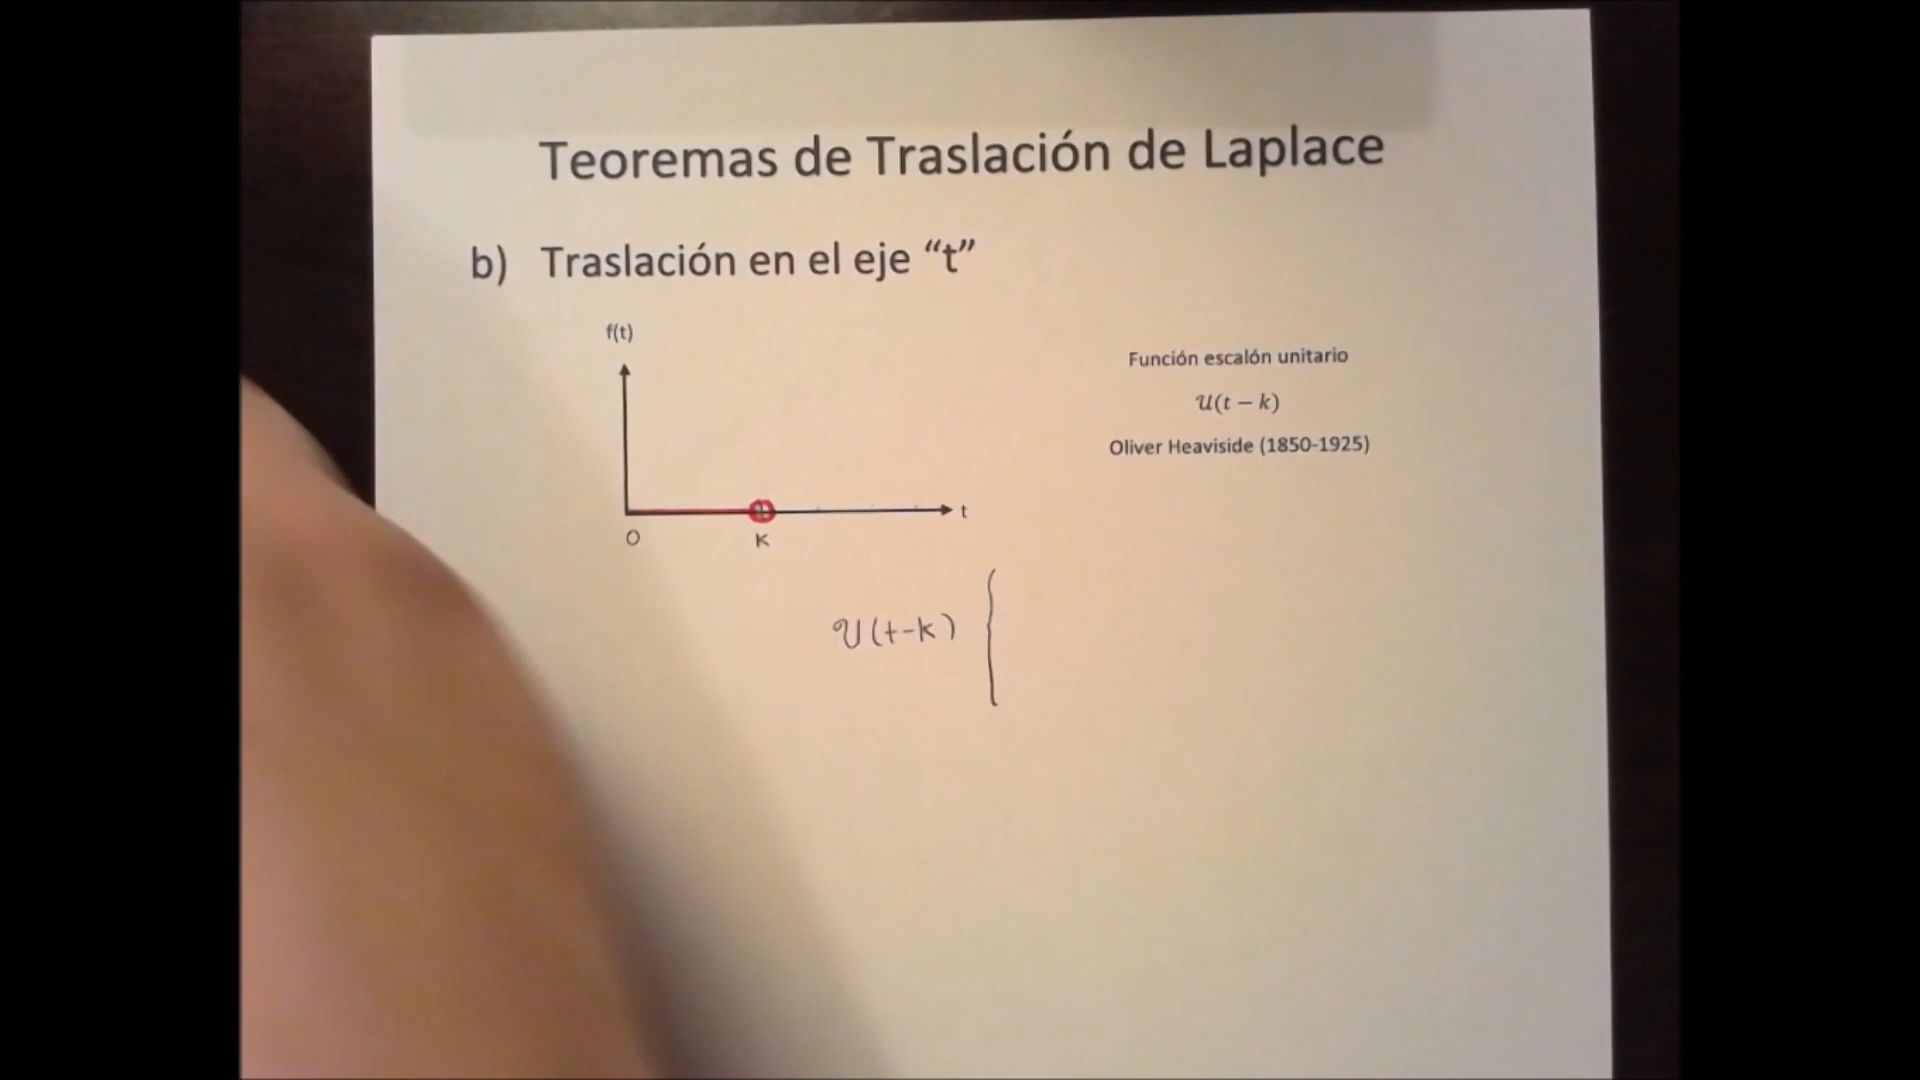 Teoremas de Traslación de Laplace
b) Traslación en el eje “t”
f(t)
Función escalón unitario
𝒰(t − k)
Oliver Heaviside (1850-1925)
t
0 K
𝒰(t-k) {